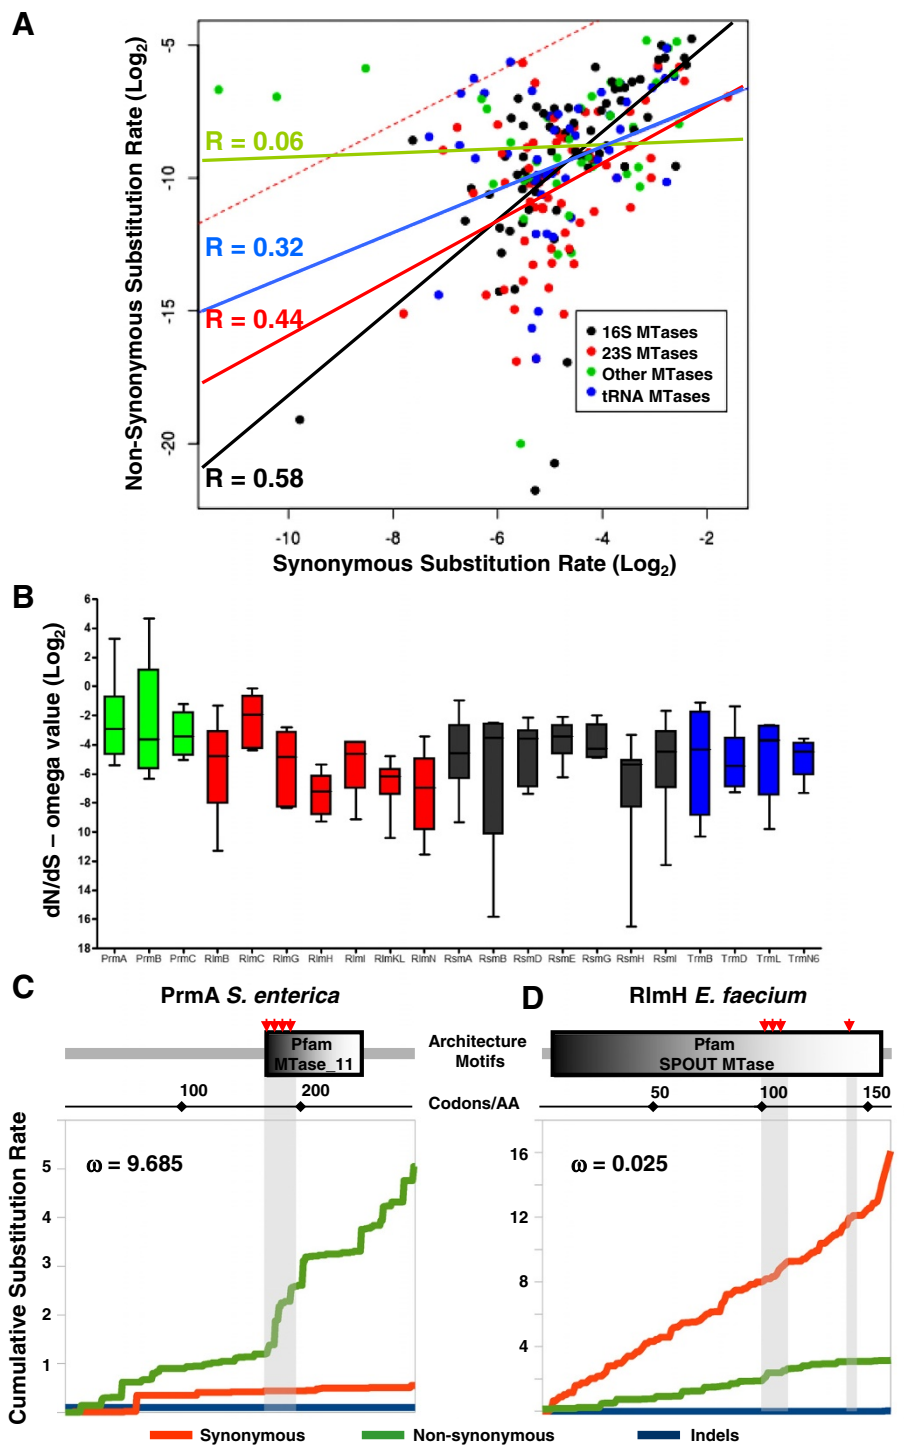 A
Non-Synonymous Substitution Rate (Log2)
-5
-10
-15
-20
R = 0.06
R = 0.32
R = 0.44
R = 0.58
16S MTases
23S MTases
Other MTases
tRNA MTases
-10 -8 -6 -4 -2
Synonymous Substitution Rate (Log2)
B
dN/dS – omega value (Log2)
6
4
2
0
-2
-4
-6
-8
10
12
14
16
18
PrmA PrmB PrmC RlmB RlmC RlmG RlmH RlmI RlmKL RlmN RsmA RsmB RsmD RsmE RsmG RsmH RsmI TrmB TrmD TrmL TrmN6
C
PrmA S. enterica
D
RlmH E. faecium
Pfam
MTase_11
Architecture
Motifs
Pfam
SPOUT MTase
100 200
Codons/AA
50 100 150
Cumulative Substitution Rate
5
4
3
2
1
ω = 9.685
16
12
8
4
ω = 0.025
Synonymous Non-synonymous Indels